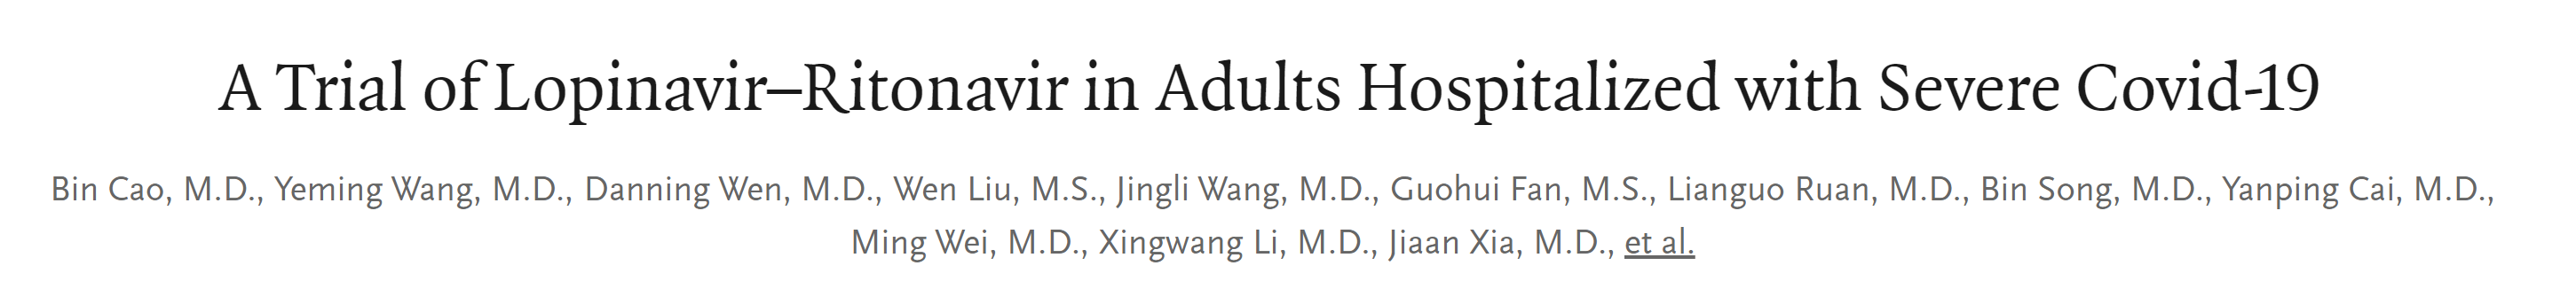 A Trial of Lopinavir–Ritonavir in Adults Hospitalized with Severe Covid-19
Bin Cao, M.D., Yeming Wang, M.D., Danning Wen, M.D., Wen Liu, M.S., Jingli Wang, M.D., Guohui Fan, M.S., Lianguo Ruan, M.D., Bin Song, M.D., Yanping Cai, M.D.,
Ming Wei, M.D., Xingwang Li, M.D., Jiaan Xia, M.D., et al.